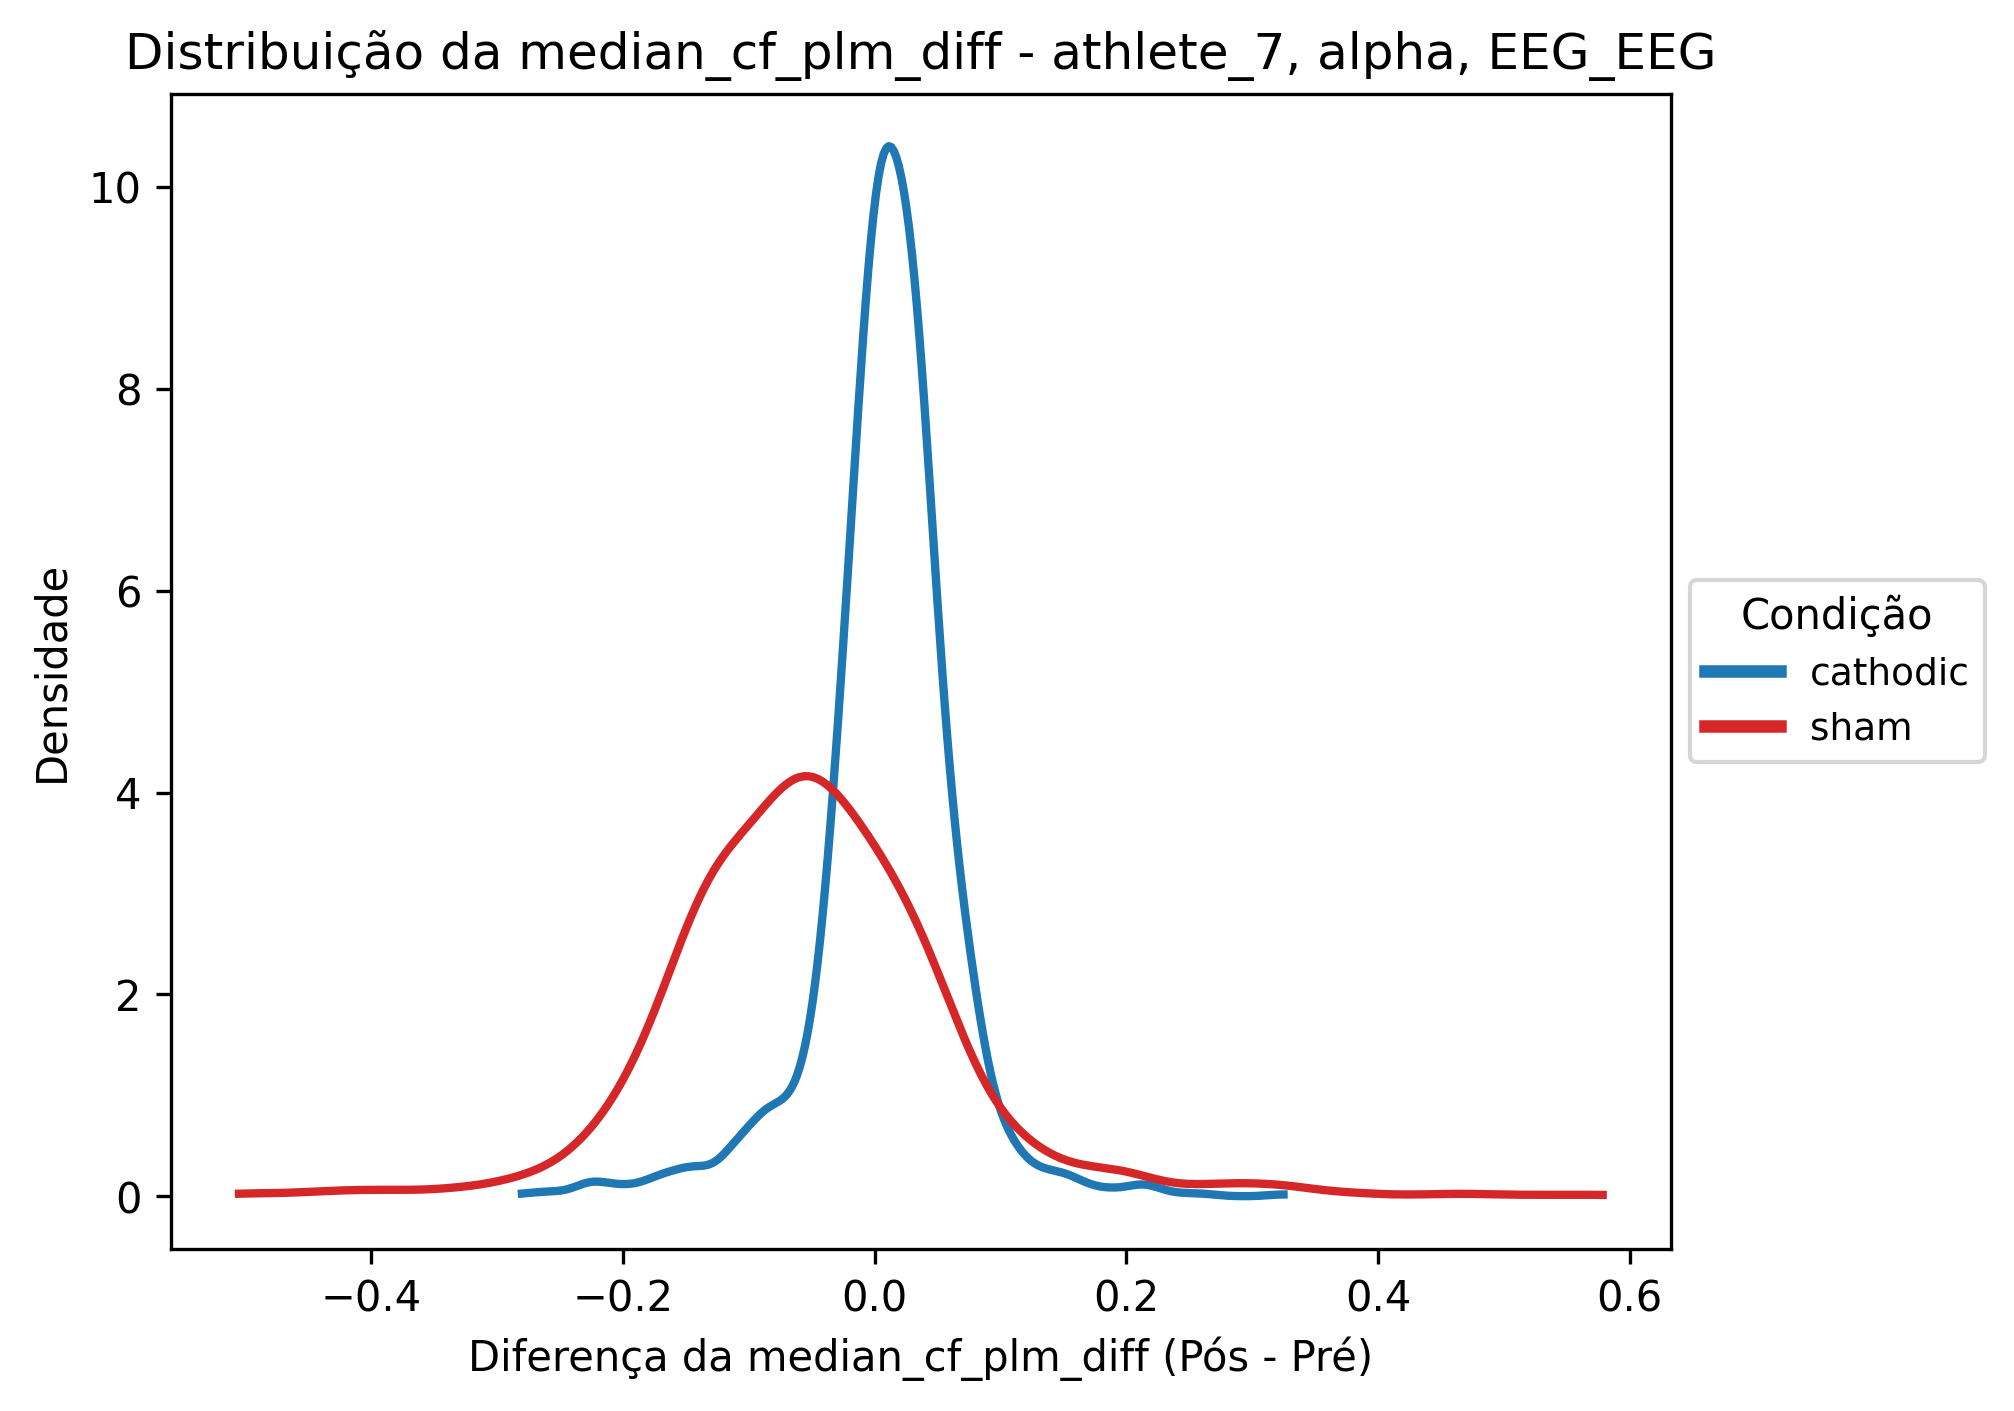 Distribuição da median_cf_plm_diff - athlete_7, alpha, EEG_EEG
10
8
6
4
2
0
Densidade
−0.4 −0.2 0.0 0.2 0.4 0.6
Diferença da median_cf_plm_diff (Pós - Pré)
Condição
cathodic
sham